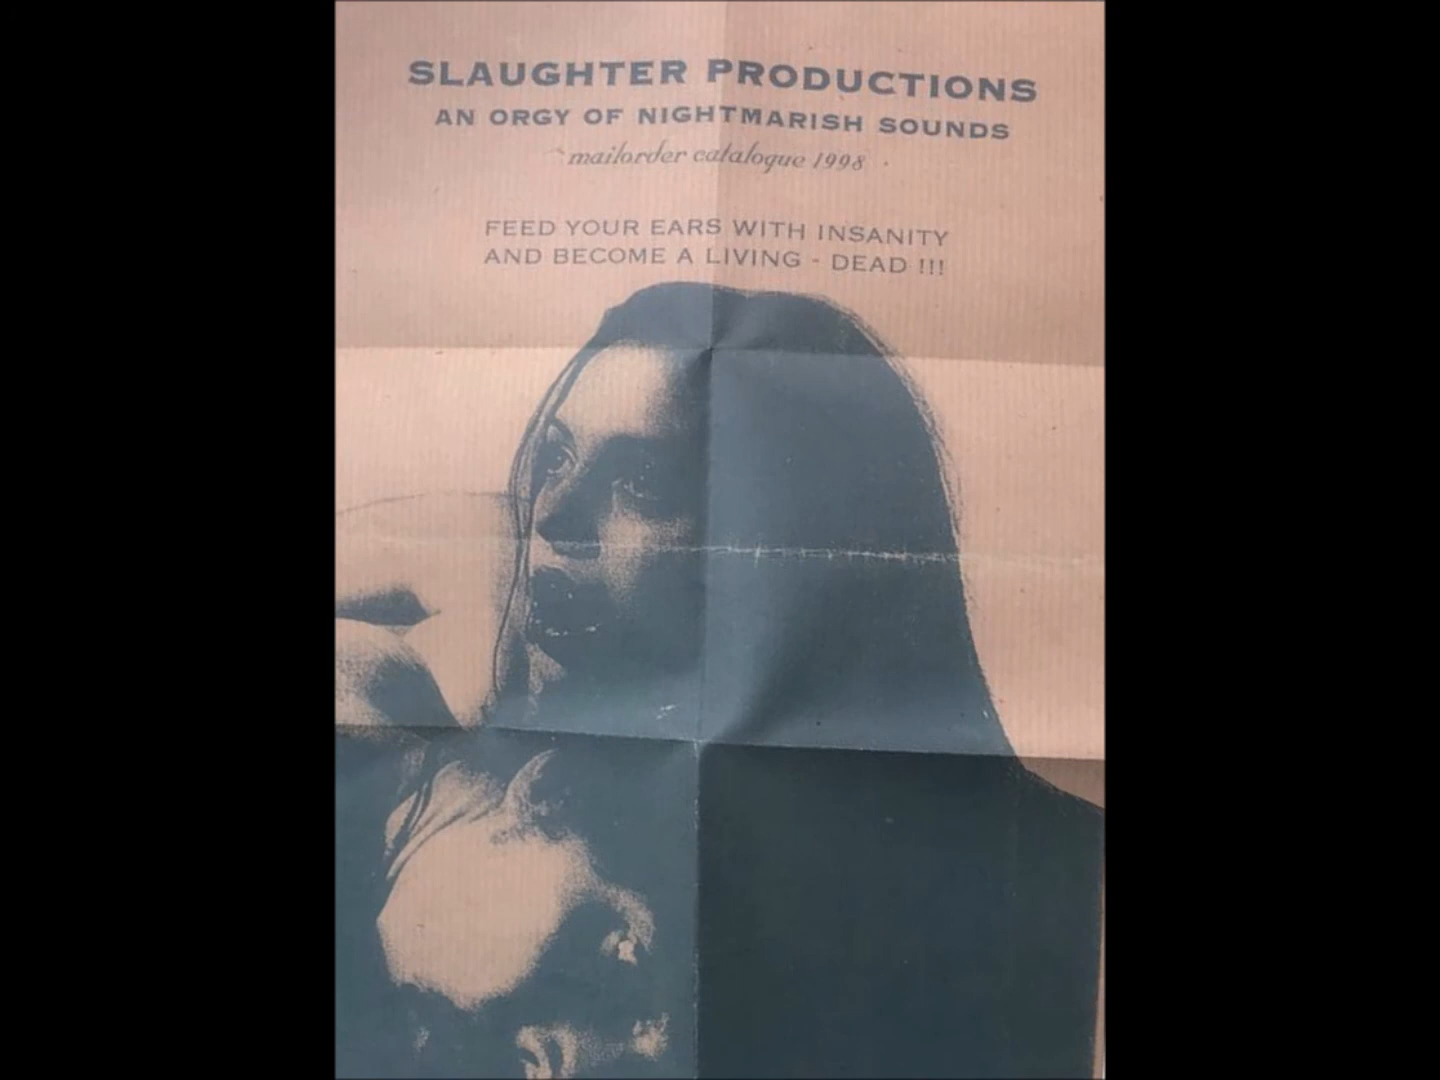 SLAUGHTER PRODUCTIONS
AN ORGY OF NIGHTMARISH SOUNDS
mailorder catalogue 1998
FEED YOUR EARS WITH INSANITY
AND BECOME A LIVING - DEAD !!!